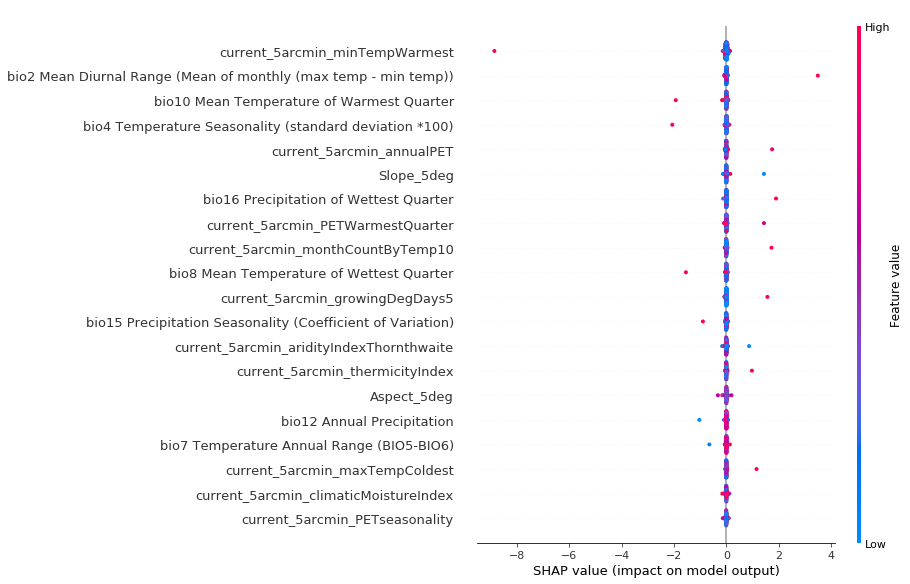 High
current_5arcmin_minTempWarmest
bio2 Mean Diurnal Range (Mean of monthly (max temp - min temp))
bio10 Mean Temperature of Warmest Quarter
bio4 Temperature Seasonality (standard deviation *100)
current_5arcmin_annualPET
Slope_5deg
bio16 Precipitation of Wettest Quarter
current_5arcmin_PETWarmestQuarter
current_5arcmin_monthCountByTemp10
bio8 Mean Temperature of Wettest Quarter
current_5arcmin_growingDegDays5
bio15 Precipitation Seasonality (Coefficient of Variation)
current_5arcmin_aridityIndexThornthwaite
current_5arcmin_thermicityIndex
Aspect_5deg
bio12 Annual Precipitation
bio7 Temperature Annual Range (BIO5-BIO6)
current_5arcmin_maxTempColdest
current_5arcmin_climaticMoistureIndex
current_5arcmin_PETseasonality
Feature value
Low
−8 −6 −4 −2 0 2 4
SHAP value (impact on model output)